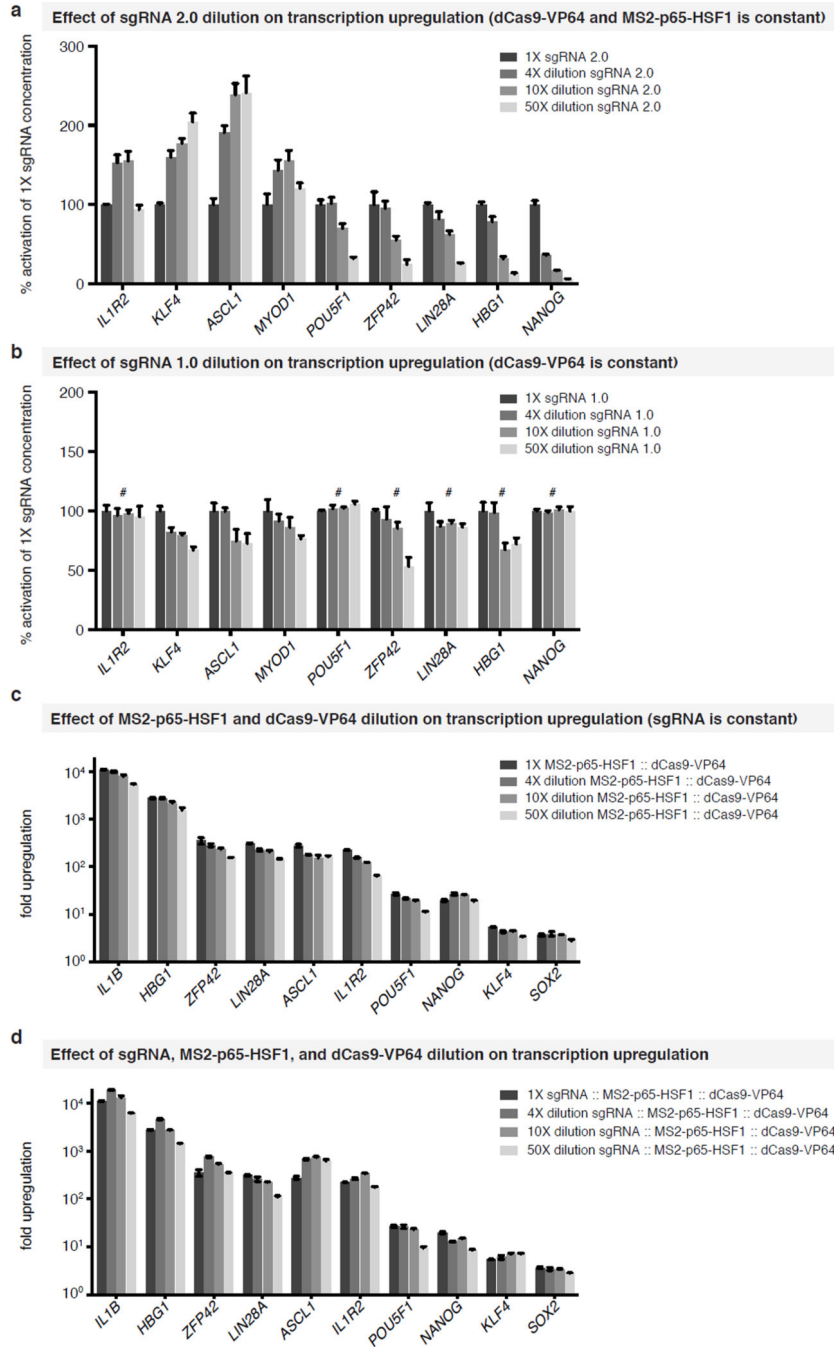 a
Effect of sgRNA 2.0 dilution on transcription upregulation (dCas9-VP64 and MS2-p65-HSF1 is constant)
% activation of 1X sgRNA concentration
300
200
100
0
1X sgRNA 2.0
4X dilution sgRNA 2.0
10X dilution sgRNA 2.0
50X dilution sgRNA 2.0
IL1R2 KLF4 ASCL1 MYOD1 POU5F1 ZFP42 LIN28A HBG1 NANOG
b
Effect of sgRNA 1.0 dilution on transcription upregulation (dCas9-VP64 is constant)
% activation of 1X sgRNA concentration
200
150
100
50
0
1X sgRNA 1.0
4X dilution sgRNA 1.0
10X dilution sgRNA 1.0
50X dilution sgRNA 1.0
# # # # # #
IL1R2 KLF4 ASCL1 MYOD1 POU5F1 ZFP42 LIN28A HBG1 NANOG
c
Effect of MS2-p65-HSF1 and dCas9-VP64 dilution on transcription upregulation (sgRNA is constant)
fold upregulation
10⁴
10³
10²
10¹
10⁰
1X MS2-p65-HSF1 :: dCas9-VP64
4X dilution MS2-p65-HSF1 :: dCas9-VP64
10X dilution MS2-p65-HSF1 :: dCas9-VP64
50X dilution MS2-p65-HSF1 :: dCas9-VP64
IL1B HBG1 ZFP42 LIN28A ASCL1 IL1R2 POU5F1 NANOG KLF4 SOX2
d
Effect of sgRNA, MS2-p65-HSF1, and dCas9-VP64 dilution on transcription upregulation
fold upregulation
10⁴
10³
10²
10¹
10⁰
1X sgRNA :: MS2-p65-HSF1 :: dCas9-VP64
4X dilution sgRNA :: MS2-p65-HSF1 :: dCas9-VP64
10X dilution sgRNA :: MS2-p65-HSF1 :: dCas9-VP64
50X dilution sgRNA :: MS2-p65-HSF1 :: dCas9-VP64
IL1B HBG1 ZFP42 LIN28A ASCL1 IL1R2 POU5F1 NANOG KLF4 SOX2